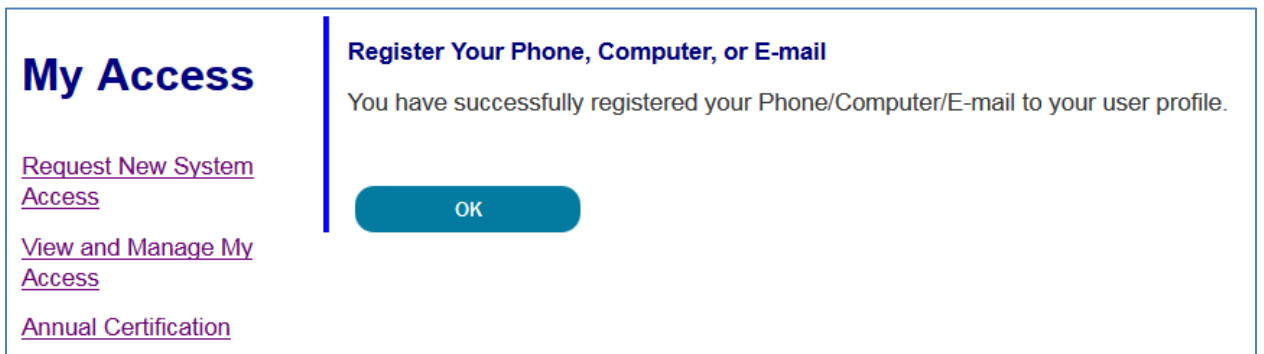 My Access
Request New System
Access
View and Manage My
Access
Annual Certification
Register Your Phone, Computer, or E-mail
You have successfully registered your Phone/Computer/E-mail to your user profile.
OK